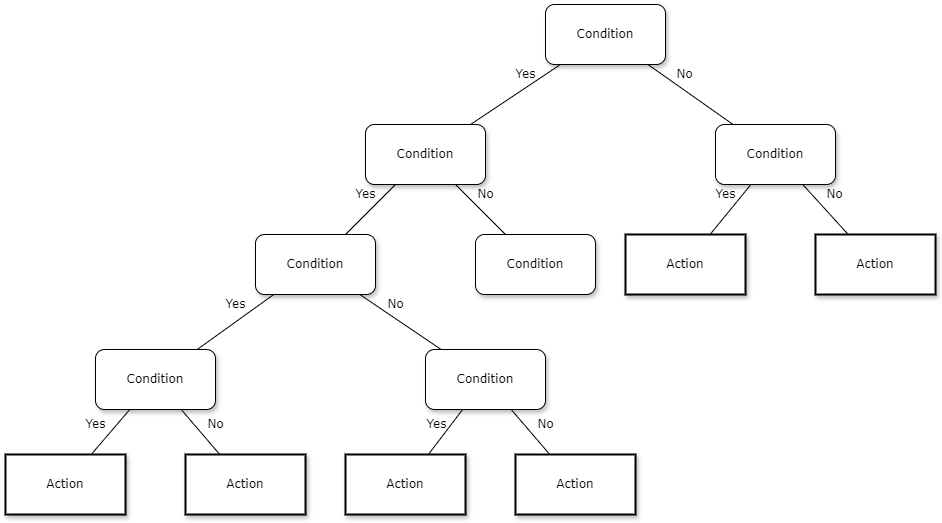 Condition
Yes
No
Condition
Condition
Yes
No
Yes
No
Condition
Condition
Action
Action
Yes
No
Condition
Condition
Yes
No
Yes
No
Action
Action
Action
Action